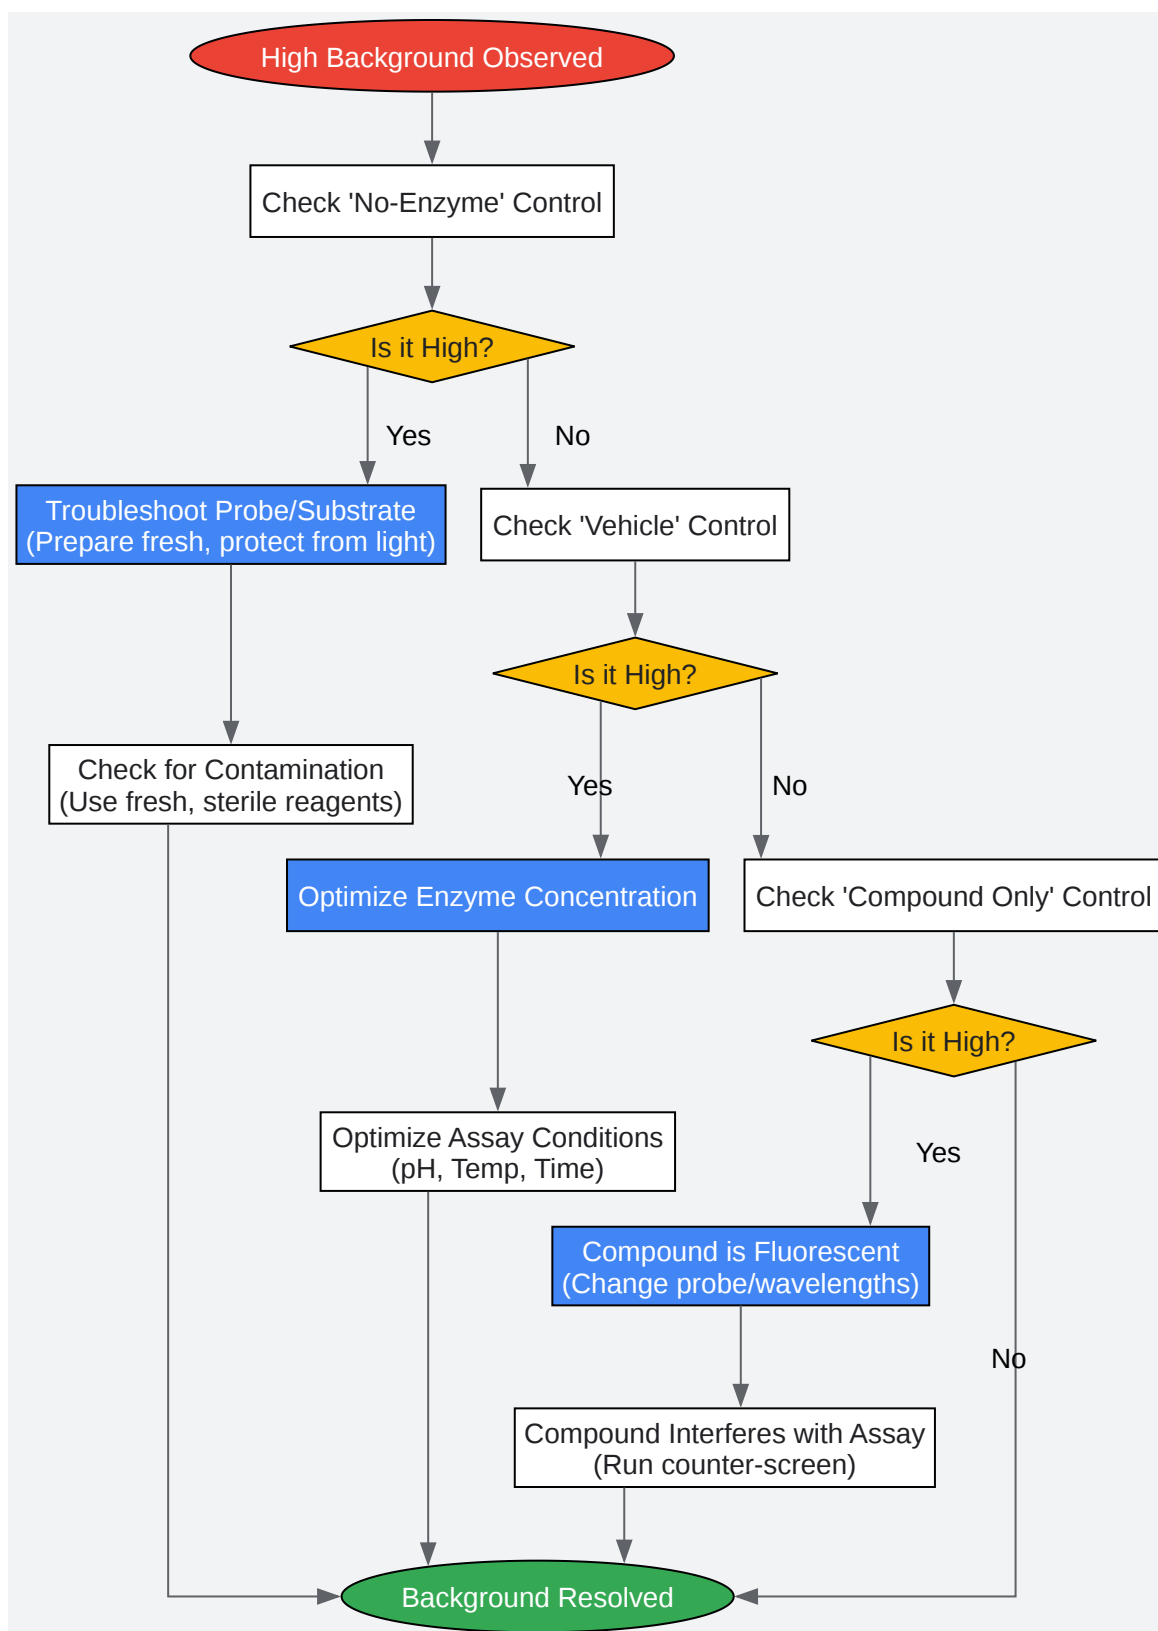 High Background Observed
Check 'No-Enzyme' Control
Is it High?
Yes
No
Troubleshoot Probe/Substrate
(Prepare fresh, protect from light)
Check 'Vehicle' Control
Is it High?
Check for Contamination
(Use fresh, sterile reagents)
Yes
No
Optimize Enzyme Concentration
Check 'Compound Only' Control
Is it High?
Optimize Assay Conditions
(pH, Temp, Time)
Yes
Compound is Fluorescent
(Change probe/wavelengths)
No
Compound Interferes with Assay
(Run counter-screen)
Background Resolved